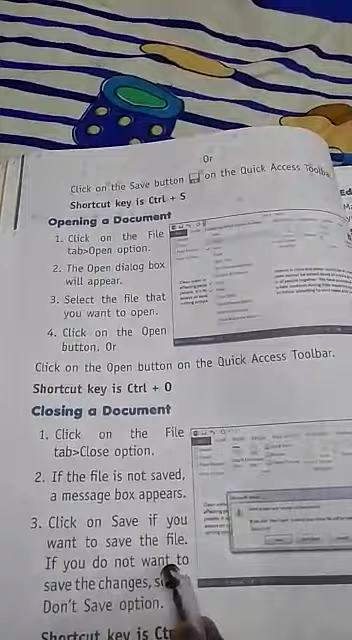 Or
Click on the Save button on the Quick Access
Shortcut key is Ctrl + S
Opening a Document
1. Click on the File
tab>Open option.
2. The Open dialog box
will appear.
3. Select the file that
you want to open.
4. Click on the Open
button. Or
Click on the Open button on the Quick Access Toolbar.
Shortcut key is Ctrl + O
Closing a Document
1. Click on the File
tab>Close option.
2. If the file is not saved,
a message box appears.
3. Click on Save if you
want to save the file.
If you do not want to
save the changes,
Don't Save option.
Shortcut key is